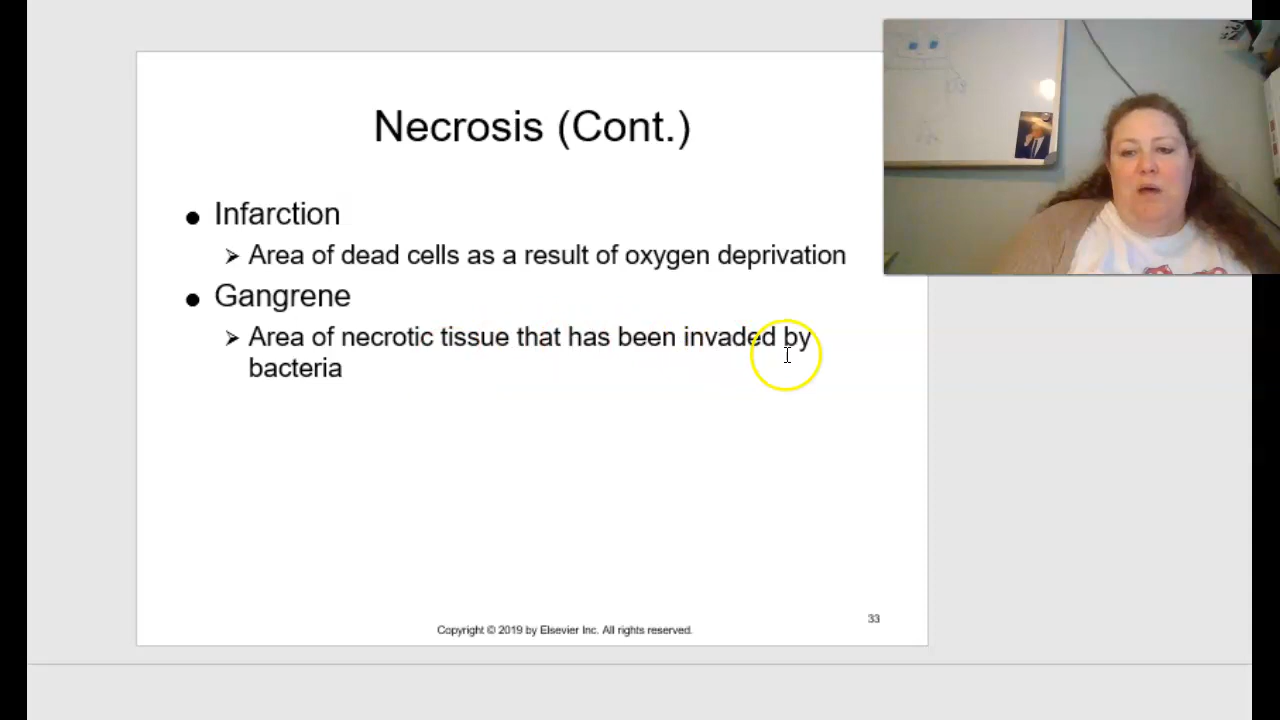 Necrosis (Cont.)
● Infarction
➢ Area of dead cells as a result of oxygen deprivation
● Gangrene
➢ Area of necrotic tissue that has been invaded by
bacteria
33
Copyright © 2019 by Elsevier Inc. All rights reserved.